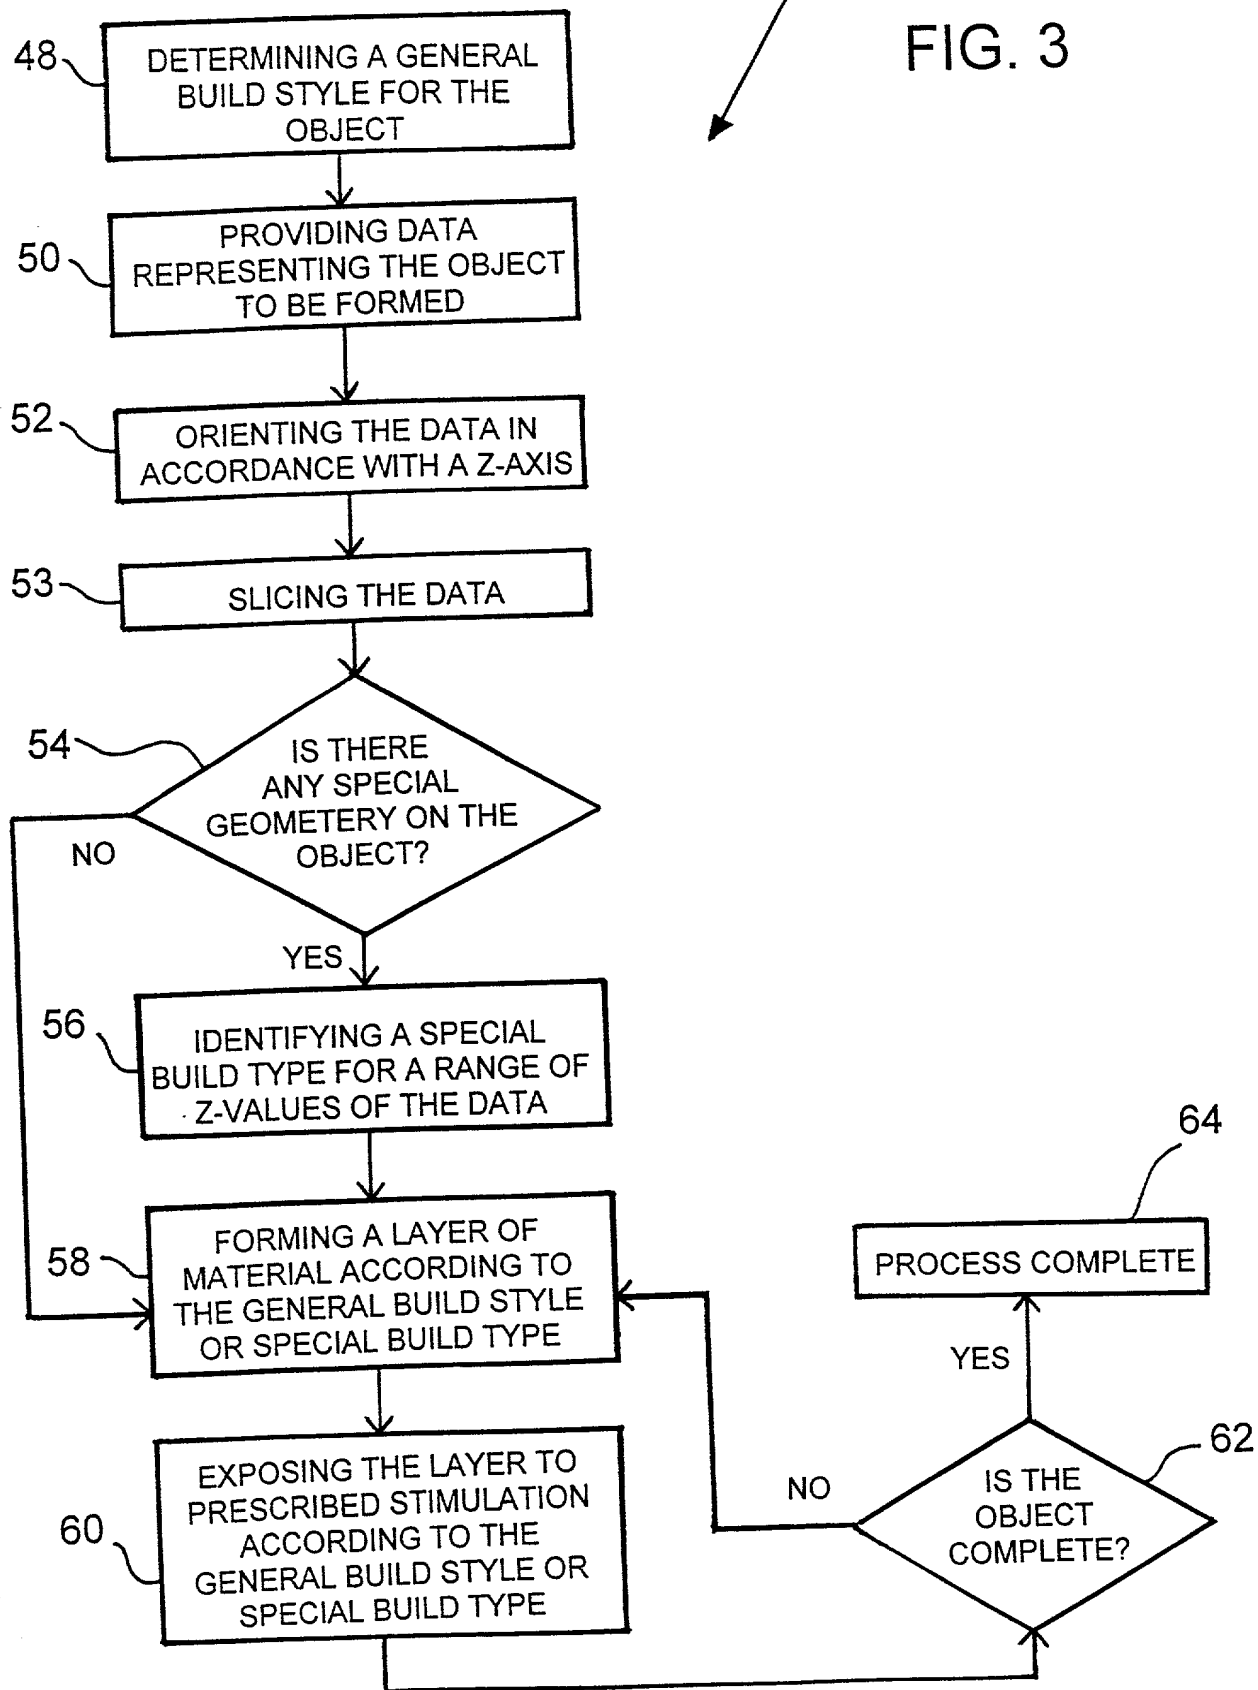 FIG. 3
48
DETERMINING A GENERAL
BUILD STYLE FOR THE
OBJECT
50
PROVIDING DATA
REPRESENTING THE OBJECT
TO BE FORMED
52
ORIENTING THE DATA IN
ACCORDANCE WITH A Z-AXIS
53
SLICING THE DATA
54
IS THERE
ANY SPECIAL
GEOMETERY ON THE
OBJECT?
NO
YES
56
IDENTIFYING A SPECIAL
BUILD TYPE FOR A RANGE OF
Z-VALUES OF THE DATA
58
FORMING A LAYER OF
MATERIAL ACCORDING TO
THE GENERAL BUILD STYLE
OR SPECIAL BUILD TYPE
60
EXPOSING THE LAYER TO
PRESCRIBED STIMULATION
ACCORDING TO THE
GENERAL BUILD STYLE OR
SPECIAL BUILD TYPE
62
IS THE
OBJECT
COMPLETE?
NO
YES
64
PROCESS COMPLETE